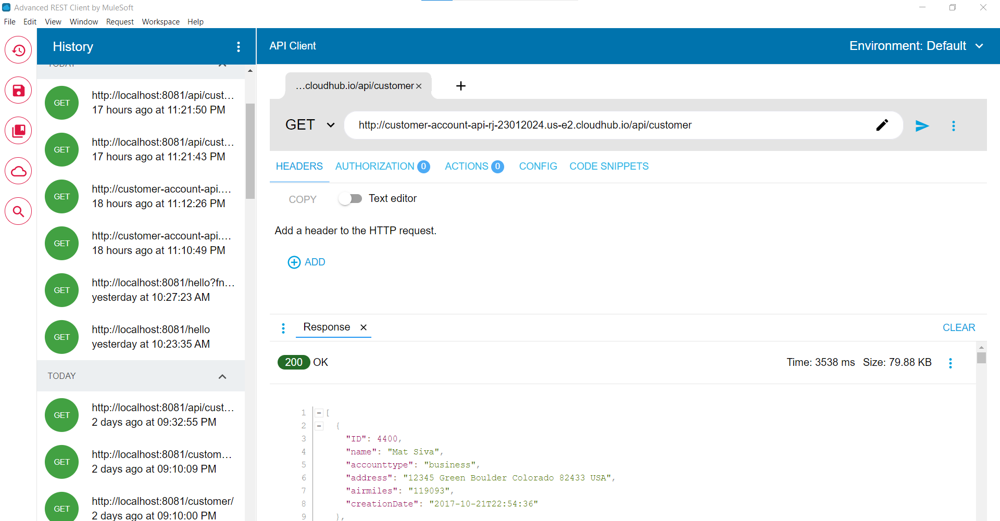 Advanced REST Client by MuleSoft
File Edit View Window Request Workspace Help
History
TODAY
GET
http://localhost:8081/api/cust...
17 hours ago at 11:21:50 PM
GET
http://localhost:8081/api/cust...
17 hours ago at 11:21:43 PM
GET
http://customer-account-api....
18 hours ago at 11:12:26 PM
GET
http://customer-account-api....
18 hours ago at 11:10:49 PM
GET
http://localhost:8081/hello?fn...
yesterday at 10:27:23 AM
GET
http://localhost:8081/hello
yesterday at 10:23:35 AM
TODAY
GET
http://localhost:8081/api/cust...
2 days ago at 09:32:55 PM
GET
http://localhost:8081/custom...
2 days ago at 09:10:09 PM
GET
http://localhost:8081/customer/
2 days ago at 09:10:00 PM
API Client
Environment: Default
...cloudhub.io/api/customer
GET
http://customer-account-api-rj-23012024.us-e2.cloudhub.io/api/customer
HEADERS AUTHORIZATION 0 ACTIONS 0 CONFIG CODE SNIPPETS
COPY Text editor
Add a header to the HTTP request.
ADD
Response
CLEAR
200 OK
Time: 3538 ms Size: 79.88 KB
1 [
2 {
3 "ID": 4400,
4 "name": "Mat Siva",
5 "accounttype": "business",
6 "address": "12345 Green Boulder Colorado 82433 USA",
7 "airmiles": "119093",
8 "creationDate": "2017-10-21T22:54:36"
9 },